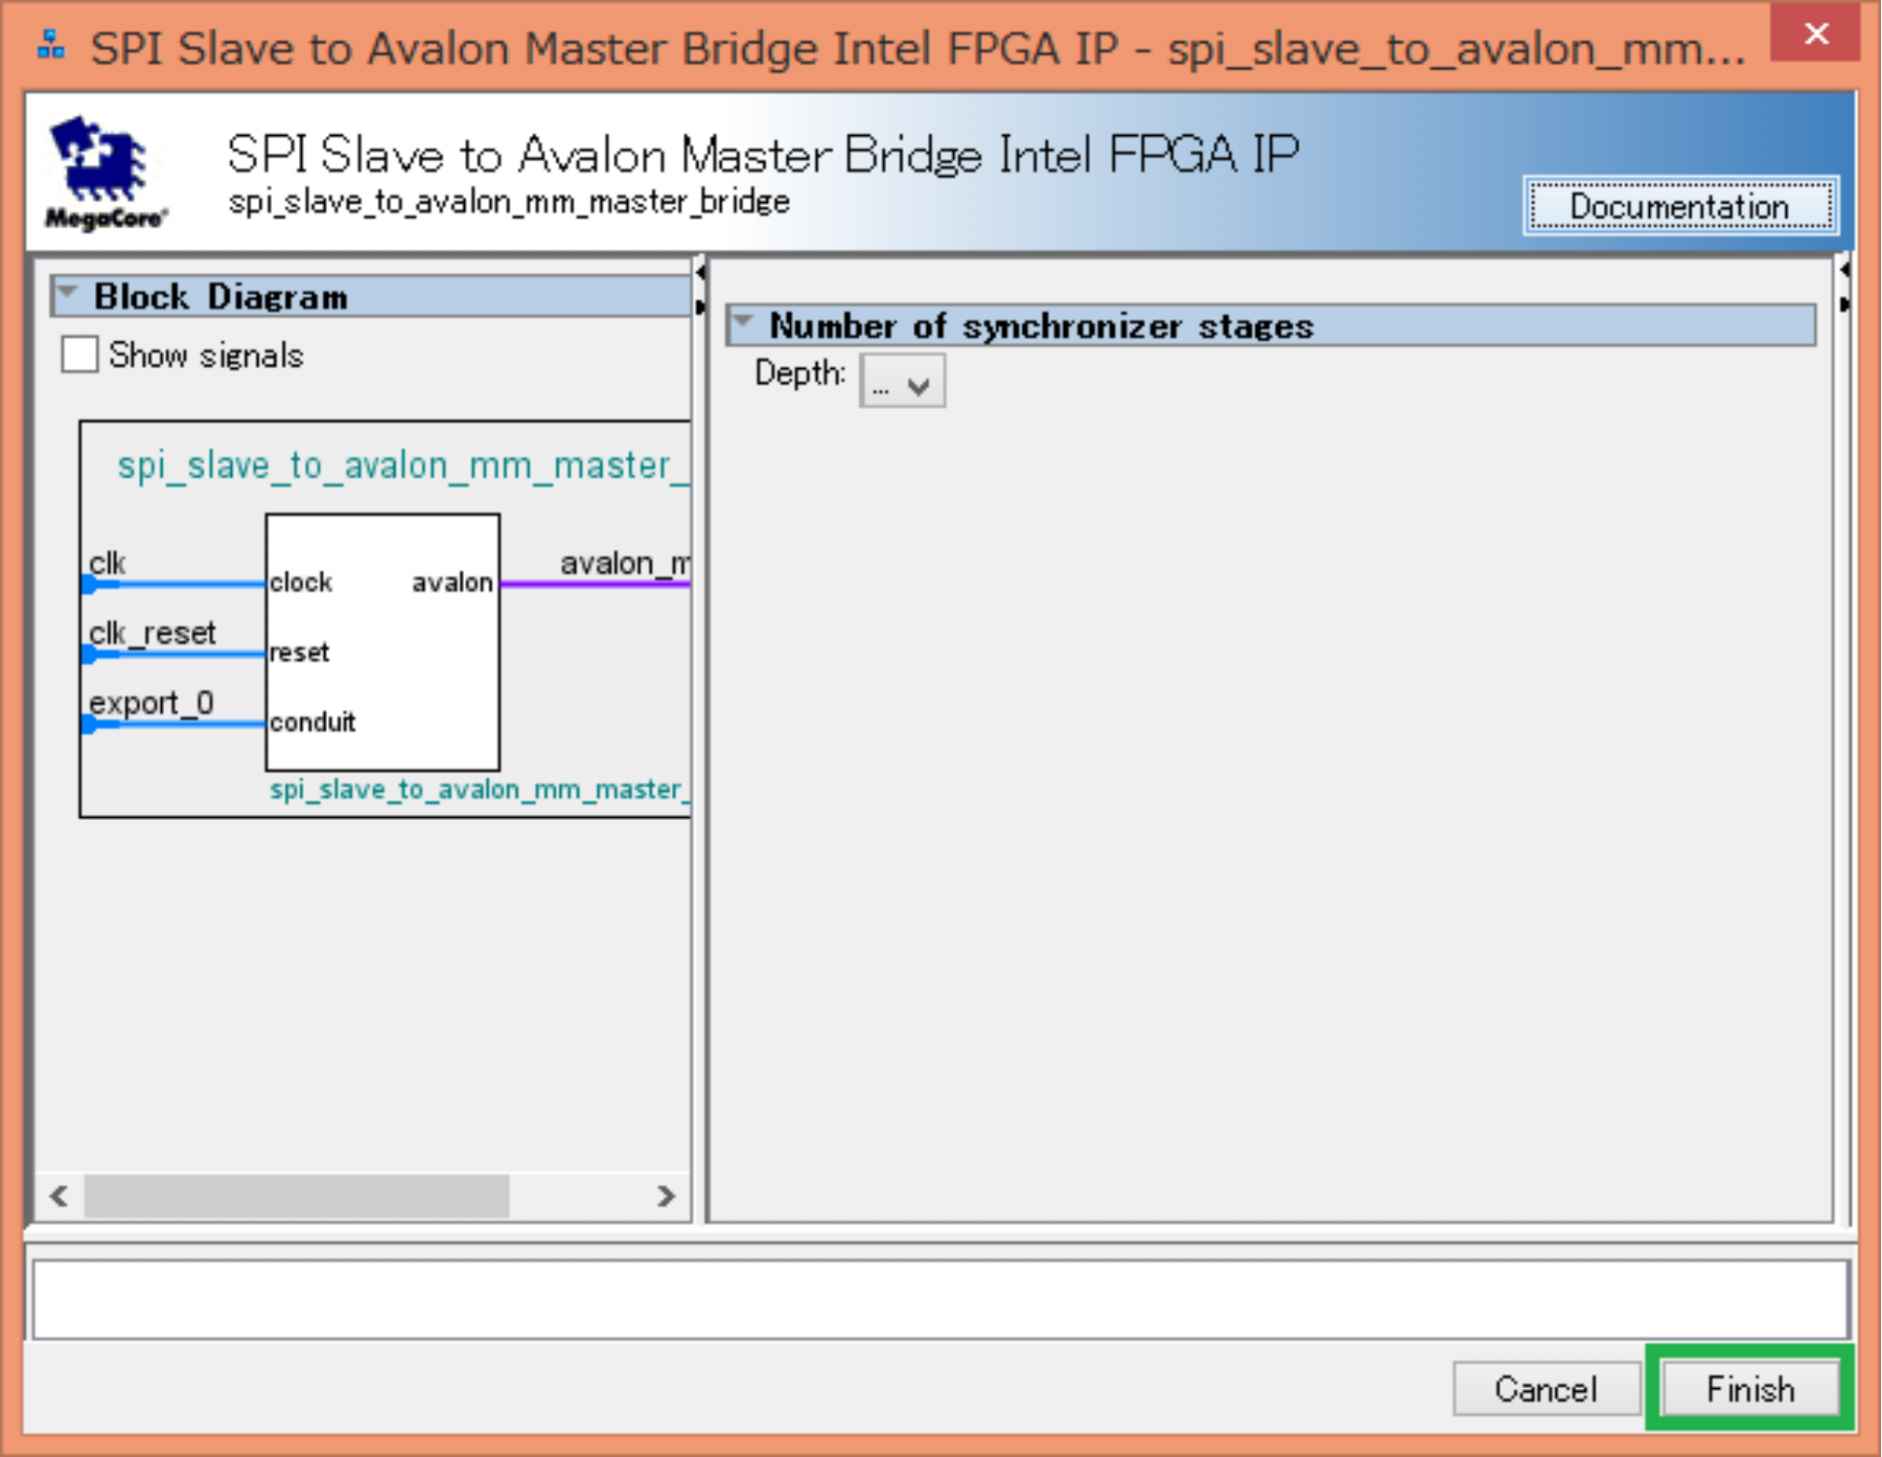 SPI Slave to Avalon Master Bridge Intel FPGA IP - spi_slave_to_avalon_mm...
MegaCore®
SPI Slave to Avalon Master Bridge Intel FPGA IP
spi_slave_to_avalon_mm_master_bridge
Documentation
Block Diagram
Show signals
spi_slave_to_avalon_mm_master_
clk
clock
avalon
avalon_m
clk_reset
reset
export_0
conduit
spi_slave_to_avalon_mm_master_
Number of synchronizer stages
Depth: ...
Cancel
Finish